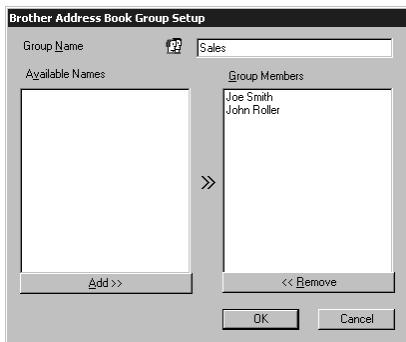 Brother Address Book Group Setup
Group Name
Sales
Available Names
Group Members
Joe Smith
John Roller
>>
Add >>
<< Remove
OK
Cancel